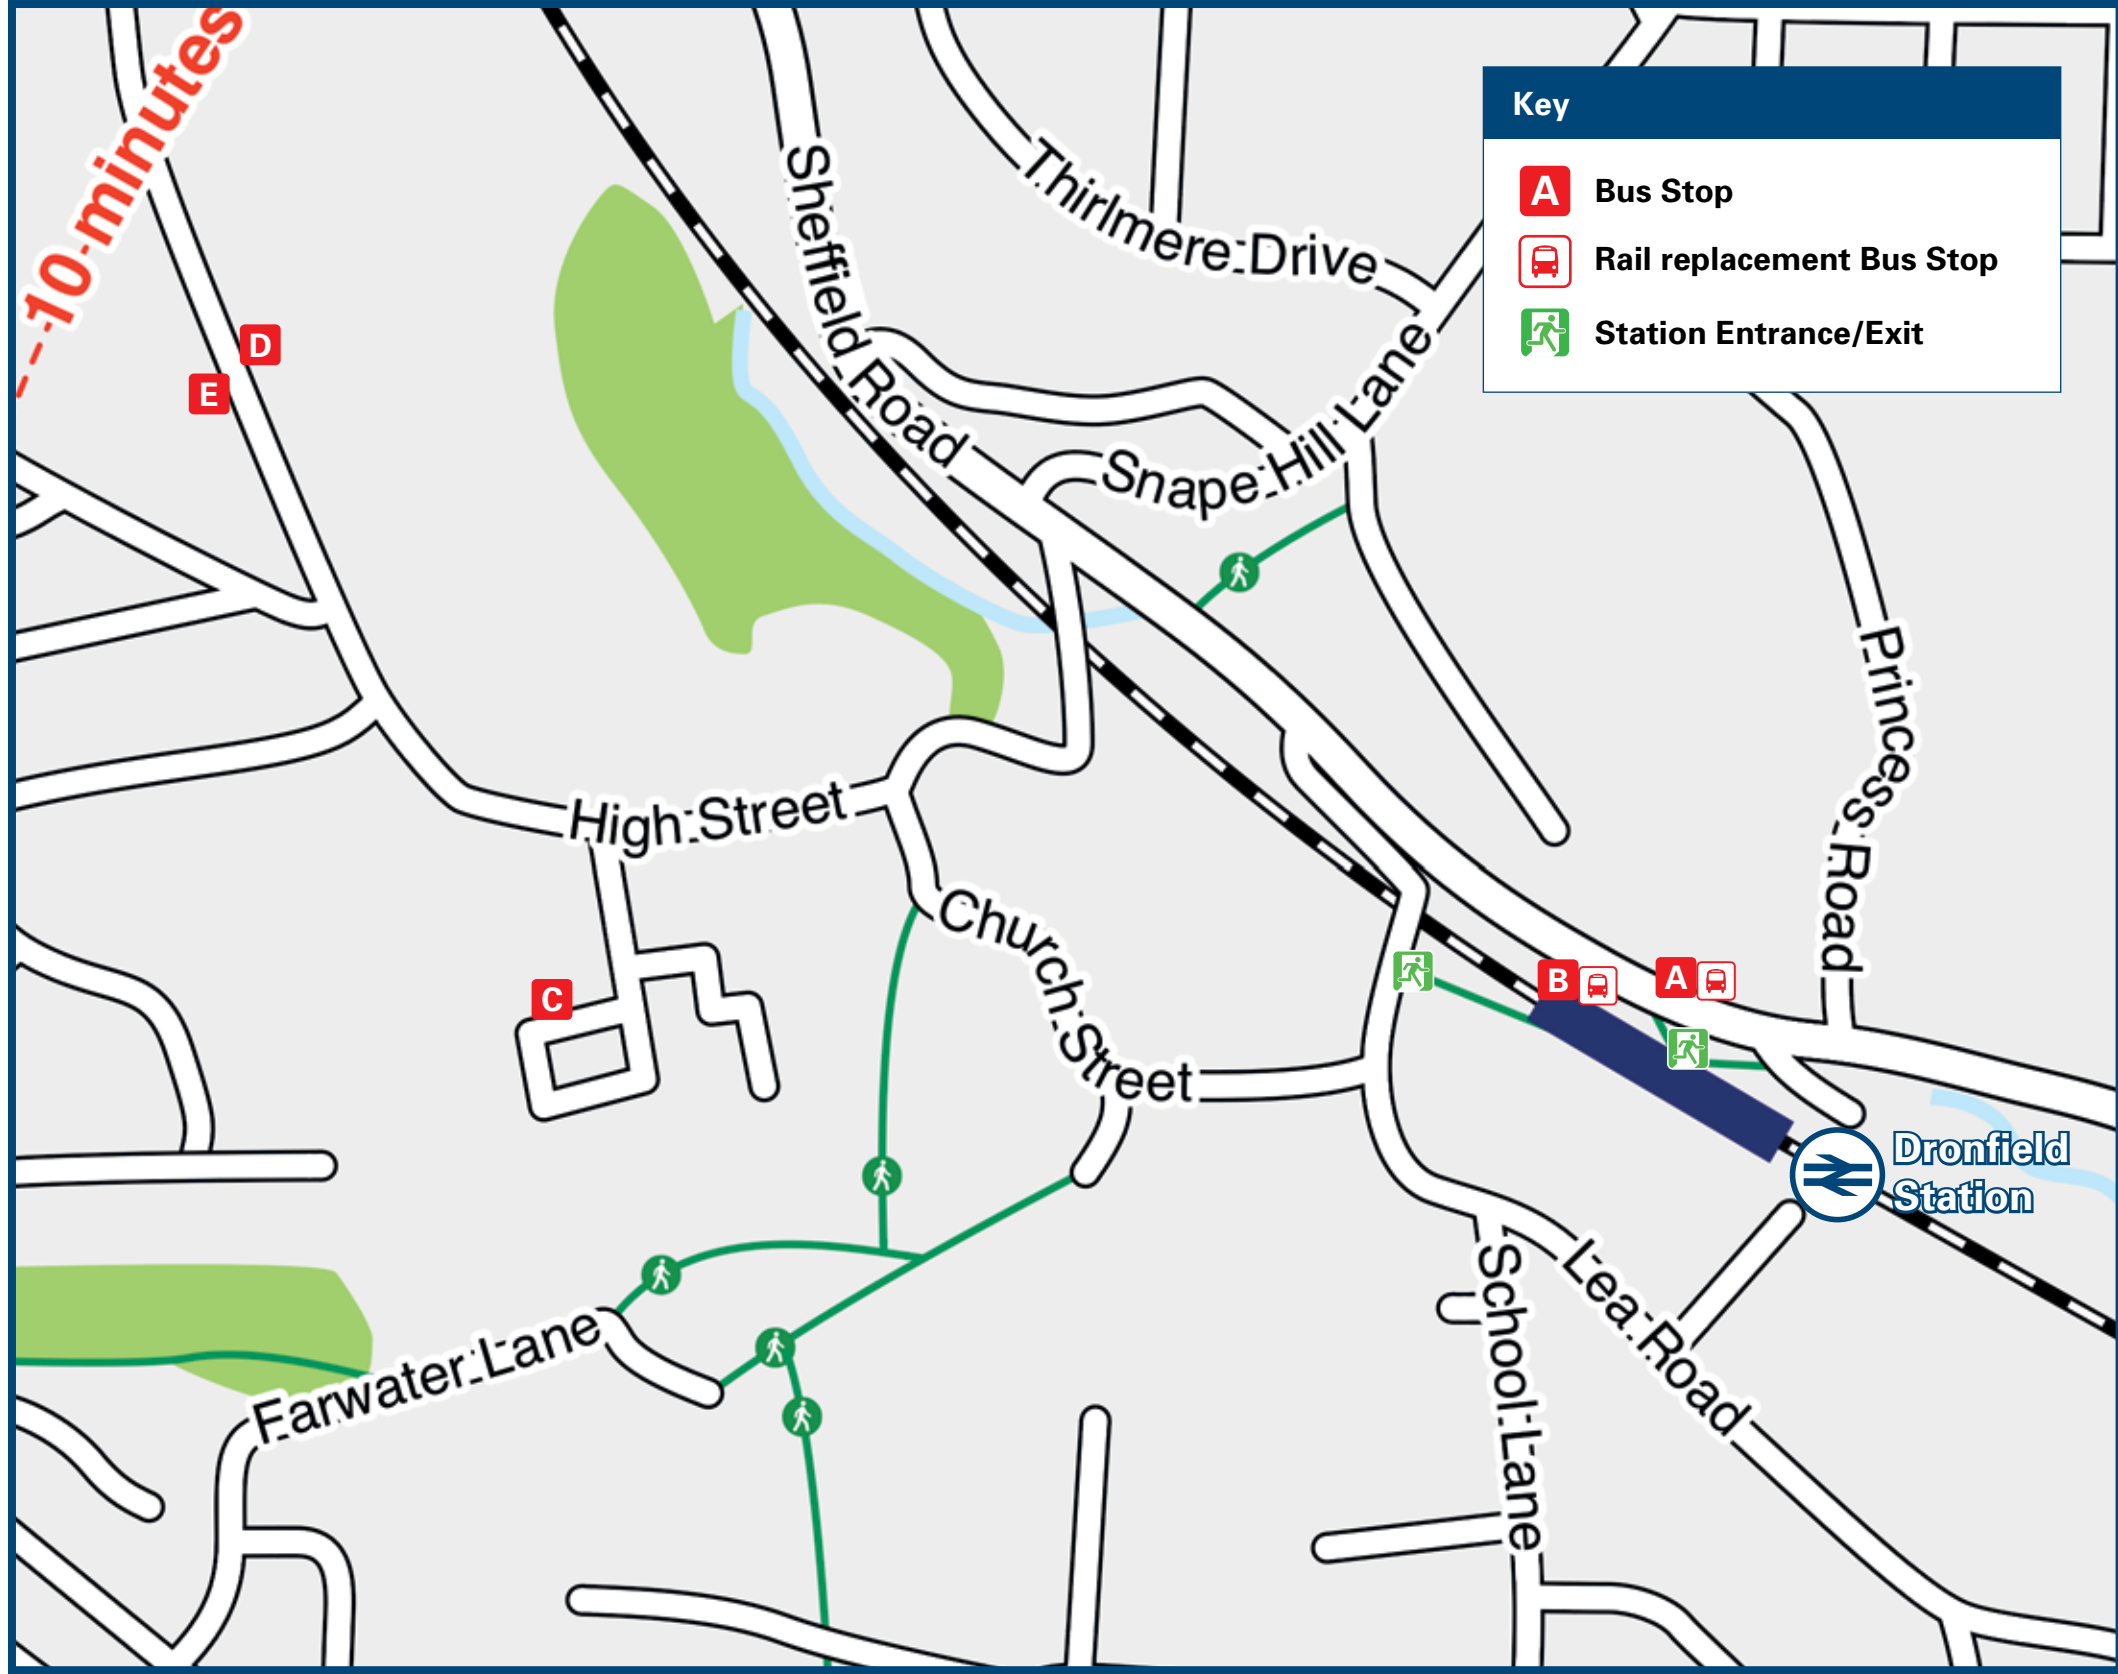 10 minutes
Key
A Bus Stop
Rail replacement Bus Stop
Station Entrance/Exit
Sheffield Road
Thirlmere Drive
Snape Hill Lane
D
E
Princess Road
High Street
Church Street
C
B
A
Dronfield
Station
Farwater Lane
School Lane
Lea Road